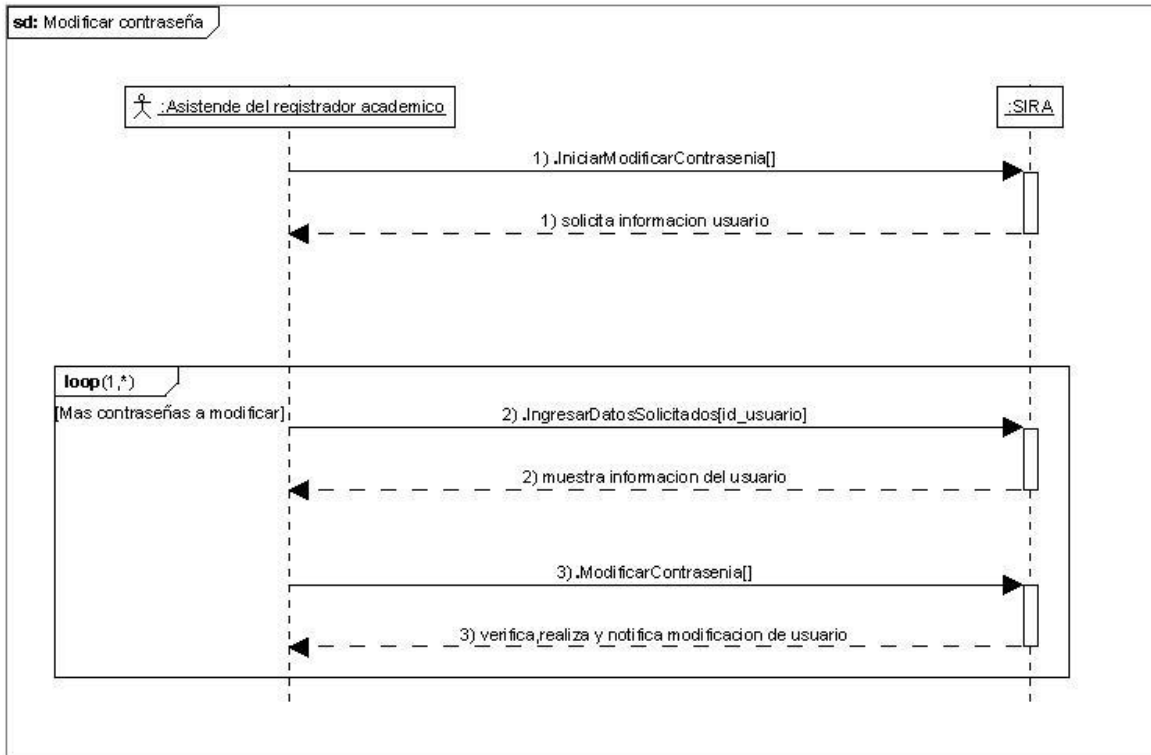 sd: Modificar contraseña
:Asistende del registrador academico
:SIRA
1) .IniciarModificarContrasenia[]
1) solicita informacion usuario
loop(1,*)
[Mas contraseñas a modificar]
2) .IngresarDatosSolicitados[id_usuario]
2) muestra informacion del usuario
3) .ModificarContrasenia[]
3) verifica,realiza y notifica modificacion de usuario